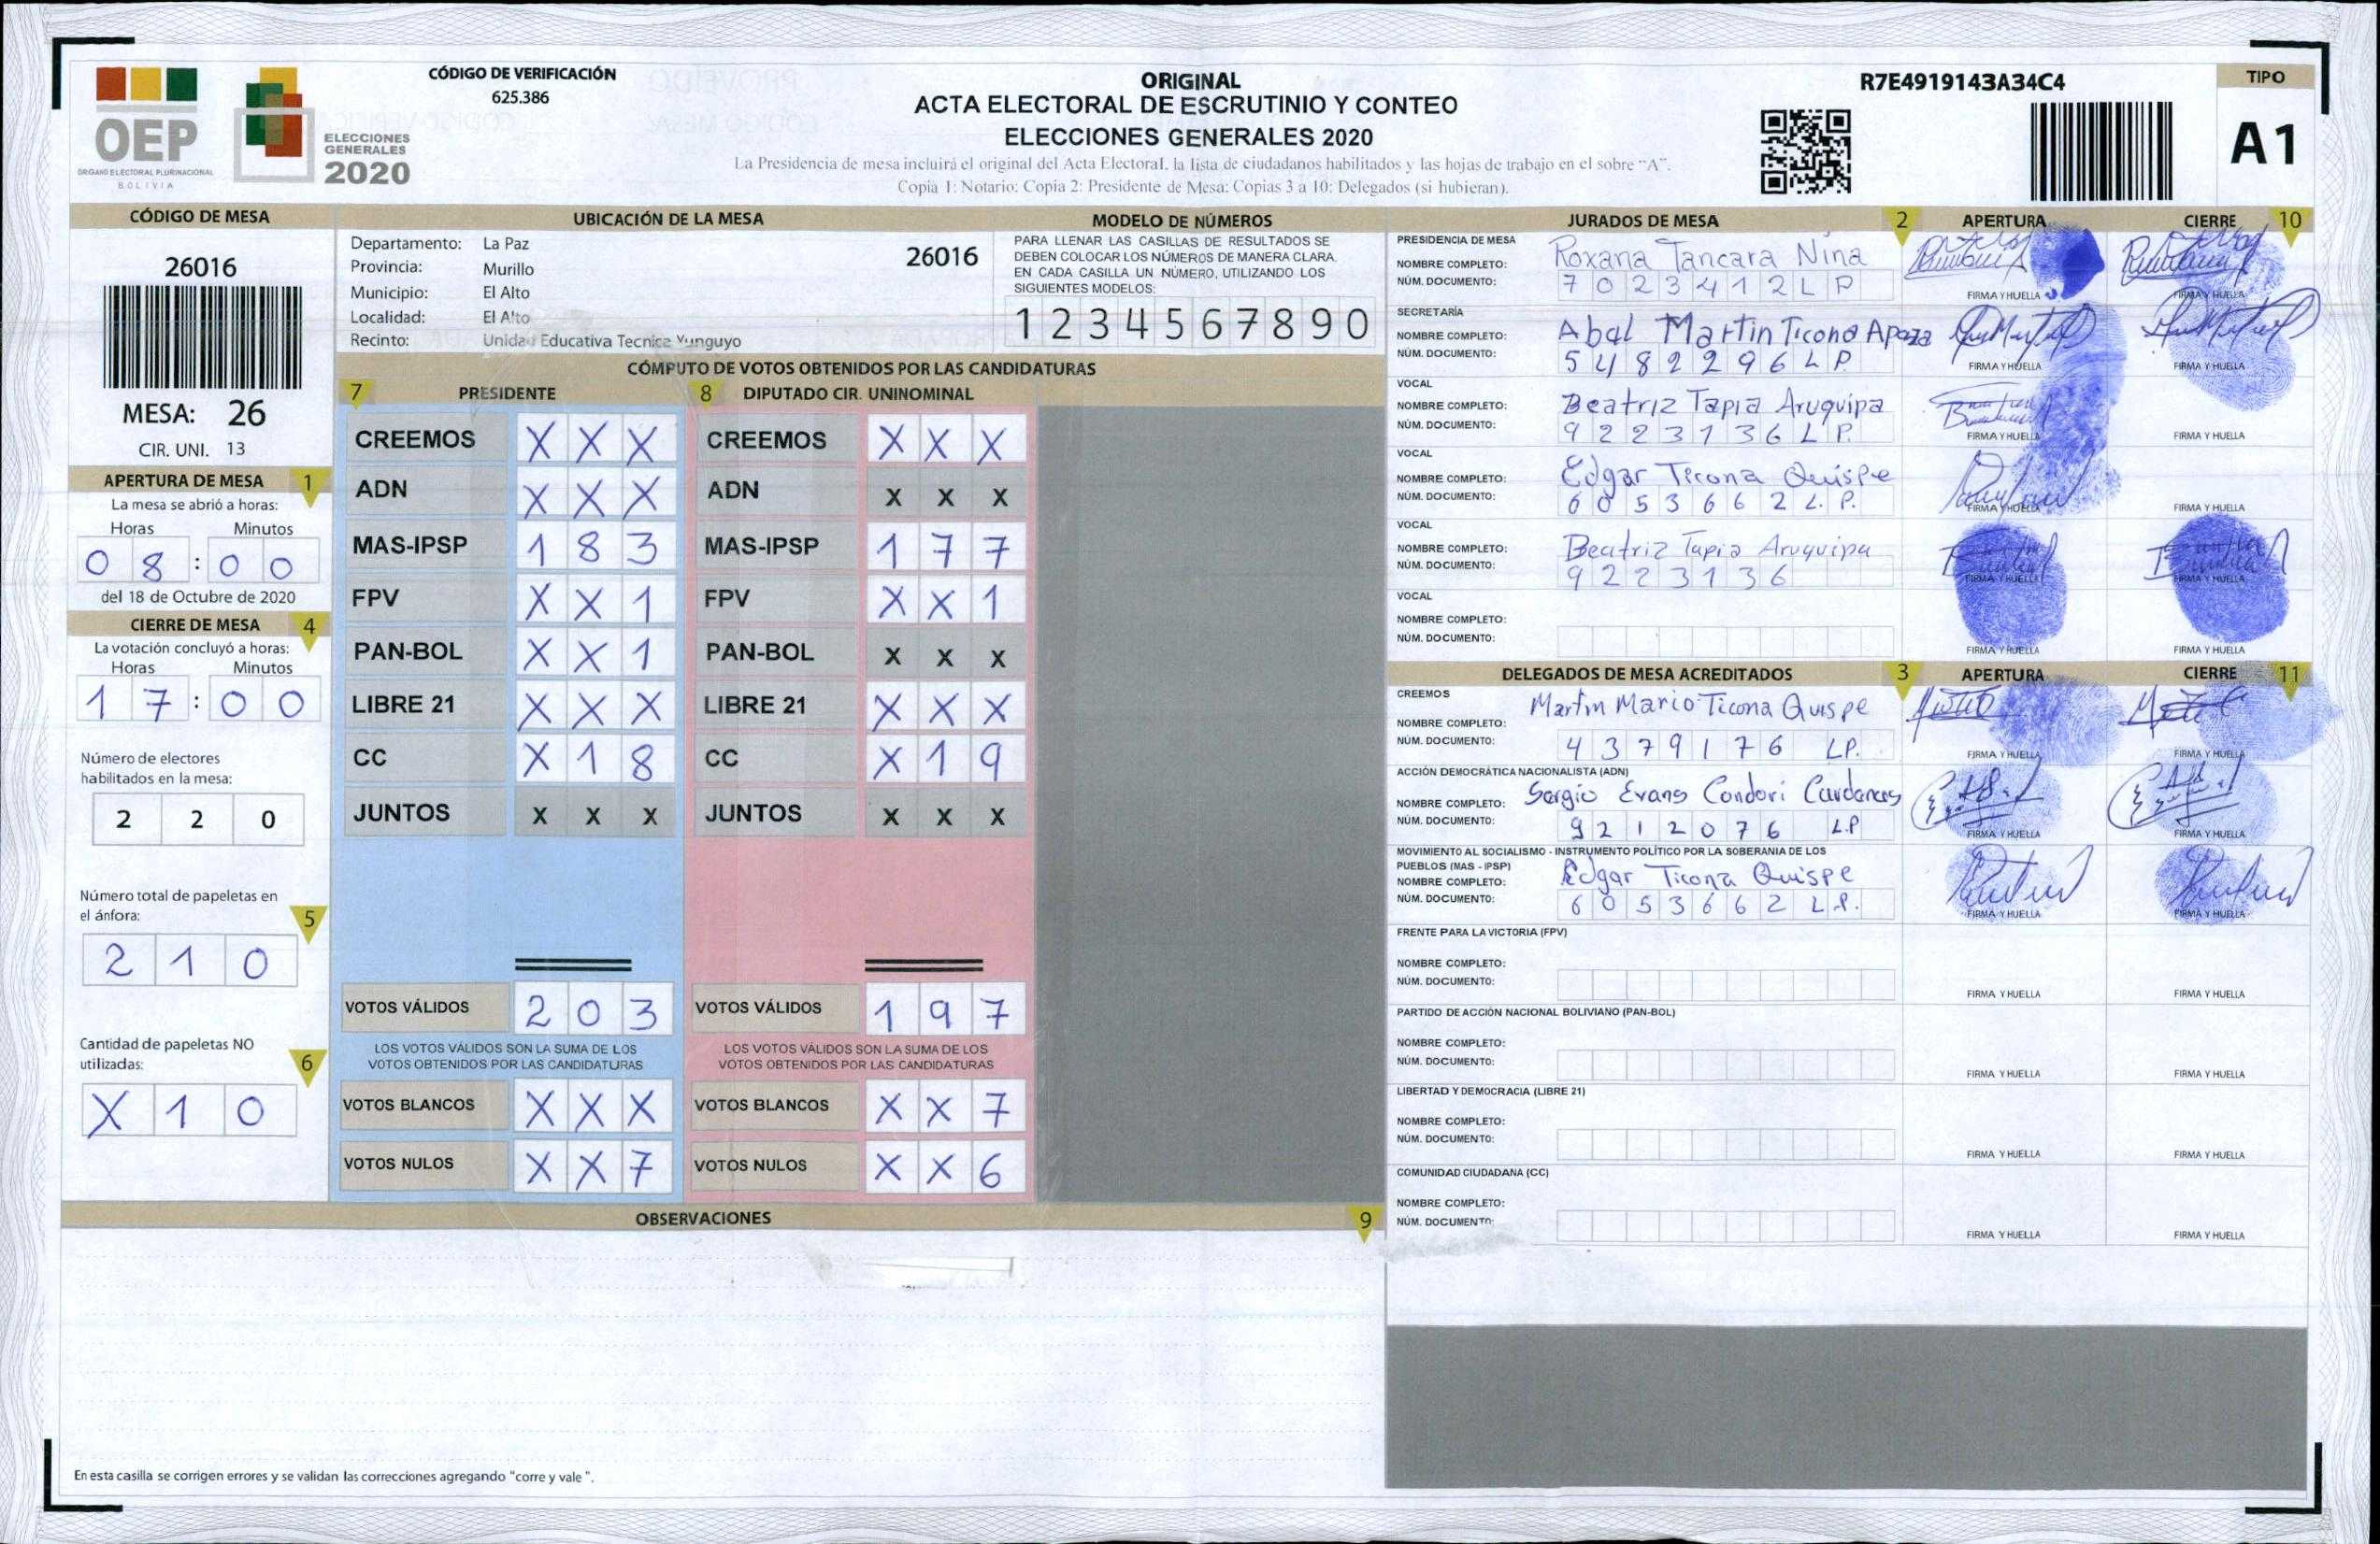 OEP
ÓRGANO ELECTORAL PLURINACIONAL
BOLIVIA
ELECCIONES
GENERALES
2020
CÓDIGO DE VERIFICACIÓN
625.386
ORIGINAL
ACTA ELECTORAL DE ESCRUTINIO Y CONTEO
ELECCIONES GENERALES 2020
La Presidencia de mesa incluirá el original del Acta Electoral, la lista de ciudadanos habilitados y las hojas de trabajo en el sobre "A".
Copia 1: Notario; Copia 2: Presidente de Mesa; Copias 3 a 10: Delegados (si hubieran).
R7E4919143A34C4
TIPO
A1
CÓDIGO DE MESA
26016
MESA: 26
CIR. UNI. 13
APERTURA DE MESA 1
La mesa se abrió a horas:
Horas Minutos
0 8 : 0 0
del 18 de Octubre de 2020
CIERRE DE MESA 4
La votación concluyó a horas:
Horas Minutos
1 7 : 0 0
Número de electores
habilitados en la mesa:
2 2 0
Número total de papeletas en
el ánfora: 5
2 1 0
Cantidad de papeletas NO
utilizadas: 6
X 1 0
UBICACIÓN DE LA MESA
Departamento: La Paz 26016
Provincia: Murillo
Municipio: El Alto
Localidad: El Alto
Recinto: Unidad Educativa Tecnica Yunguyo
MODELO DE NÚMEROS
PARA LLENAR LAS CASILLAS DE RESULTADOS SE
DEBEN COLOCAR LOS NÚMEROS DE MANERA CLARA.
EN CADA CASILLA UN NÚMERO, UTILIZANDO LOS
SIGUIENTES MODELOS:
1 2 3 4 5 6 7 8 9 0
CÓMPUTO DE VOTOS OBTENIDOS POR LAS CANDIDATURAS
7 PRESIDENTE 8 DIPUTADO CIR. UNINOMINAL
CREEMOS X X X CREEMOS X X X
ADN X X X ADN X X X
MAS-IPSP 1 8 3 MAS-IPSP 1 7 7
FPV X X 1 FPV X X 1
PAN-BOL X X 1 PAN-BOL X X X
LIBRE 21 X X X LIBRE 21 X X X
CC X 1 8 CC X 1 9
JUNTOS X X X JUNTOS X X X
VOTOS VÁLIDOS 2 0 3 VOTOS VÁLIDOS 1 9 7
LOS VOTOS VÁLIDOS SON LA SUMA DE LOS LOS VOTOS VÁLIDOS SON LA SUMA DE LOS
VOTOS OBTENIDOS POR LAS CANDIDATURAS VOTOS OBTENIDOS POR LAS CANDIDATURAS
VOTOS BLANCOS X X X VOTOS BLANCOS X X 7
VOTOS NULOS X X 7 VOTOS NULOS X X 6
OBSERVACIONES 9
En esta casilla se corrigen errores y se validan las correcciones agregando "corre y vale".
JURADOS DE MESA 2 APERTURA CIERRE 10
PRESIDENCIA DE MESA
NOMBRE COMPLETO: Roxana Tancara Nina
NÚM. DOCUMENTO: 7 0 2 3 4 1 2 L P
FIRMA Y HUELLA FIRMA Y HUELLA
SECRETARÍA
NOMBRE COMPLETO: Abal Martin Ticona Apaza
NÚM. DOCUMENTO: 5 4 8 2 2 9 6 L P
FIRMA Y HUELLA FIRMA Y HUELLA
VOCAL
NOMBRE COMPLETO: Beatriz Tapia Aruquipa
NÚM. DOCUMENTO: 9 2 2 3 1 3 6 L P.
FIRMA Y HUELLA FIRMA Y HUELLA
VOCAL
NOMBRE COMPLETO: Edgar Ticona Quispe
NÚM. DOCUMENTO: 6 0 5 3 6 6 2 L. P.
FIRMA Y HUELLA FIRMA Y HUELLA
VOCAL
NOMBRE COMPLETO: Beatriz Tapia Aruquipa
NÚM. DOCUMENTO: 9 2 2 3 1 3 6
FIRMA Y HUELLA FIRMA Y HUELLA
VOCAL
NOMBRE COMPLETO:
NÚM. DOCUMENTO:
FIRMA Y HUELLA FIRMA Y HUELLA
DELEGADOS DE MESA ACREDITADOS 3 APERTURA CIERRE 11
CREEMOS
NOMBRE COMPLETO: Martin Mario Ticona Quispe
NÚM. DOCUMENTO: 4 3 7 9 1 7 6 LP.
FIRMA Y HUELLA FIRMA Y HUELLA
ACCIÓN DEMOCRÁTICA NACIONALISTA (ADN)
NOMBRE COMPLETO: Sergio Evans Condori Cardenas
NÚM. DOCUMENTO: 9 2 1 2 0 7 6 L.P
FIRMA Y HUELLA FIRMA Y HUELLA
MOVIMIENTO AL SOCIALISMO - INSTRUMENTO POLÍTICO POR LA SOBERANIA DE LOS
PUEBLOS (MAS - IPSP)
NOMBRE COMPLETO: Edgar Ticona Quispe
NÚM. DOCUMENTO: 6 0 5 3 6 6 2 L.P.
FIRMA Y HUELLA FIRMA Y HUELLA
FRENTE PARA LA VICTORIA (FPV)
NOMBRE COMPLETO:
NÚM. DOCUMENTO:
FIRMA Y HUELLA FIRMA Y HUELLA
PARTIDO DE ACCIÓN NACIONAL BOLIVIANO (PAN-BOL)
NOMBRE COMPLETO:
NÚM. DOCUMENTO:
FIRMA Y HUELLA FIRMA Y HUELLA
LIBERTAD Y DEMOCRACIA (LIBRE 21)
NOMBRE COMPLETO:
NÚM. DOCUMENTO:
FIRMA Y HUELLA FIRMA Y HUELLA
COMUNIDAD CIUDADANA (CC)
NOMBRE COMPLETO:
NÚM. DOCUMENTO:
FIRMA Y HUELLA FIRMA Y HUELLA